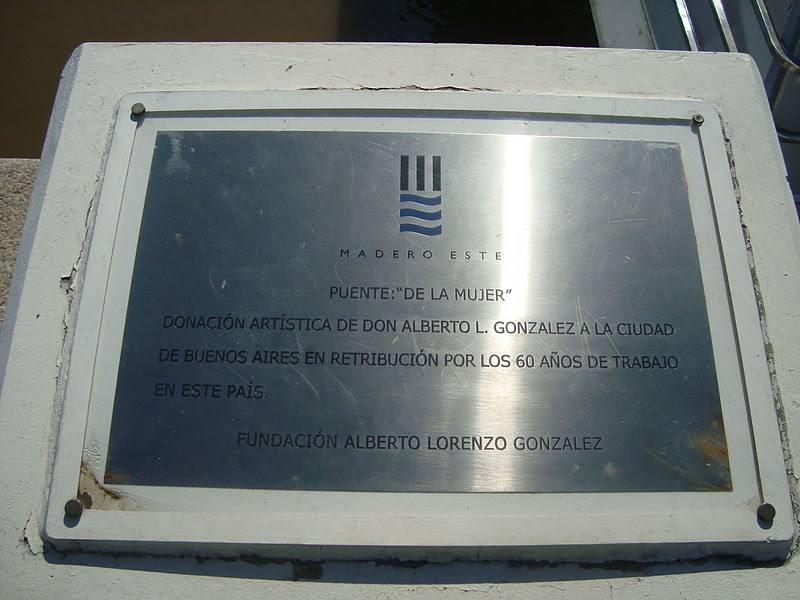 MADERO ESTE
PUENTE:“DE LA MUJER”
DONACIÓN ARTÍSTICA DE DON ALBERTO L. GONZALEZ A LA CIUDAD
DE BUENOS AIRES EN RETRIBUCIÓN POR LOS 60 AÑOS DE TRABAJO
EN ESTE PAÍS.
FUNDACIÓN ALBERTO LORENZO GONZALEZ